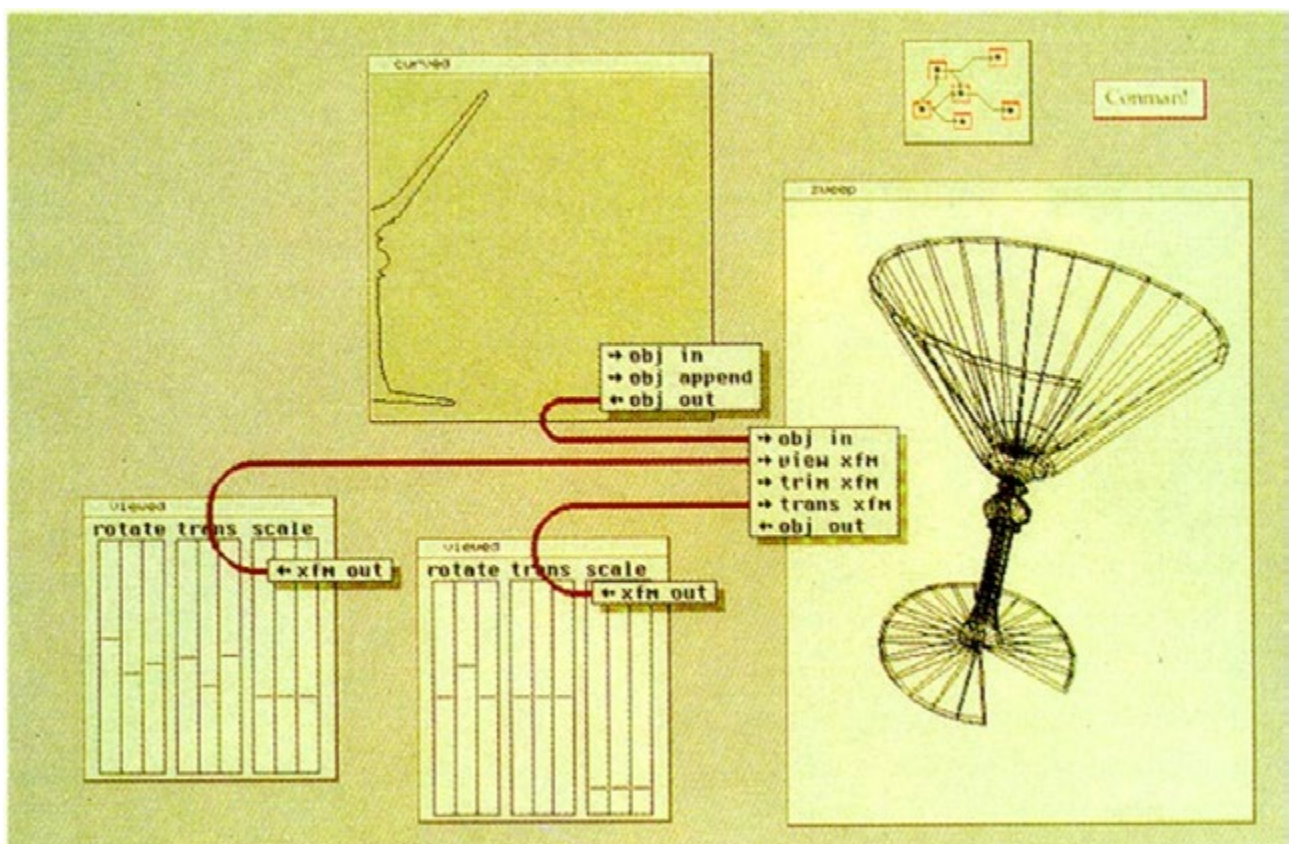 curved
Conman!
sweep
→ obj in
→ obj append
← obj out
→ obj in
→ view xfm
→ trim xfm
→ trans xfm
← obj out
viewed
rotate trans scale
← xfm out
viewed
rotate trans scale
← xfm out